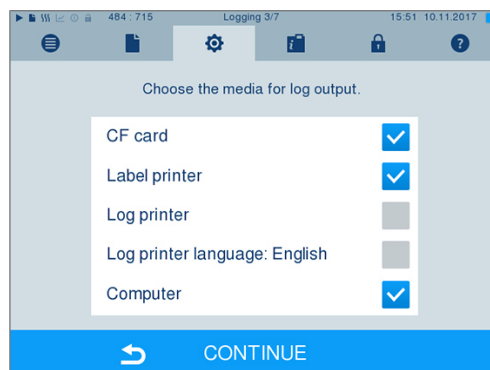 484 : 715 Logging 3/7 15:51 10.11.2017
Choose the media for log output.
CF card
Label printer
Log printer
Log printer language: English
Computer
CONTINUE